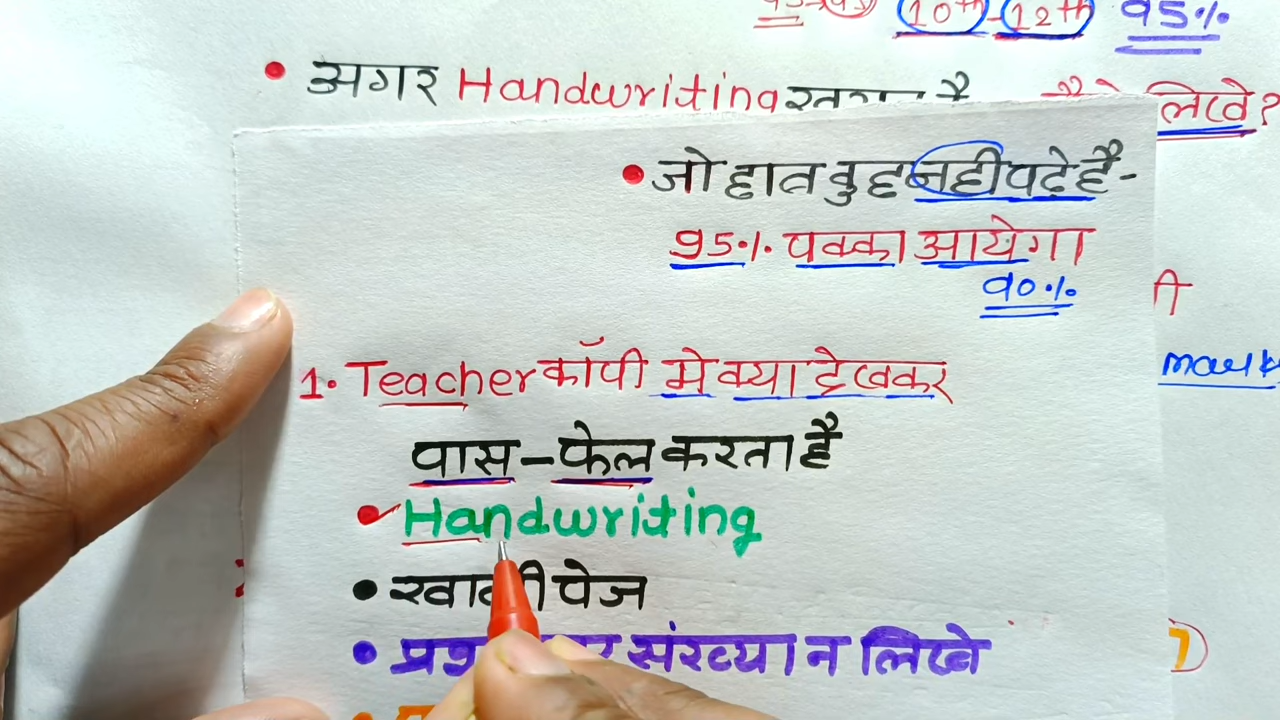 10th - 12th 95%
• अगर Handwriting लिखे?
• जो छात्र कुछ नही पढे है -
95% पक्का आयेगा
90%
1. Teacher कॉपी मे क्या देखकर
पास - फेल करता है
• Handwriting
• पेज
• संख्या न लिखे